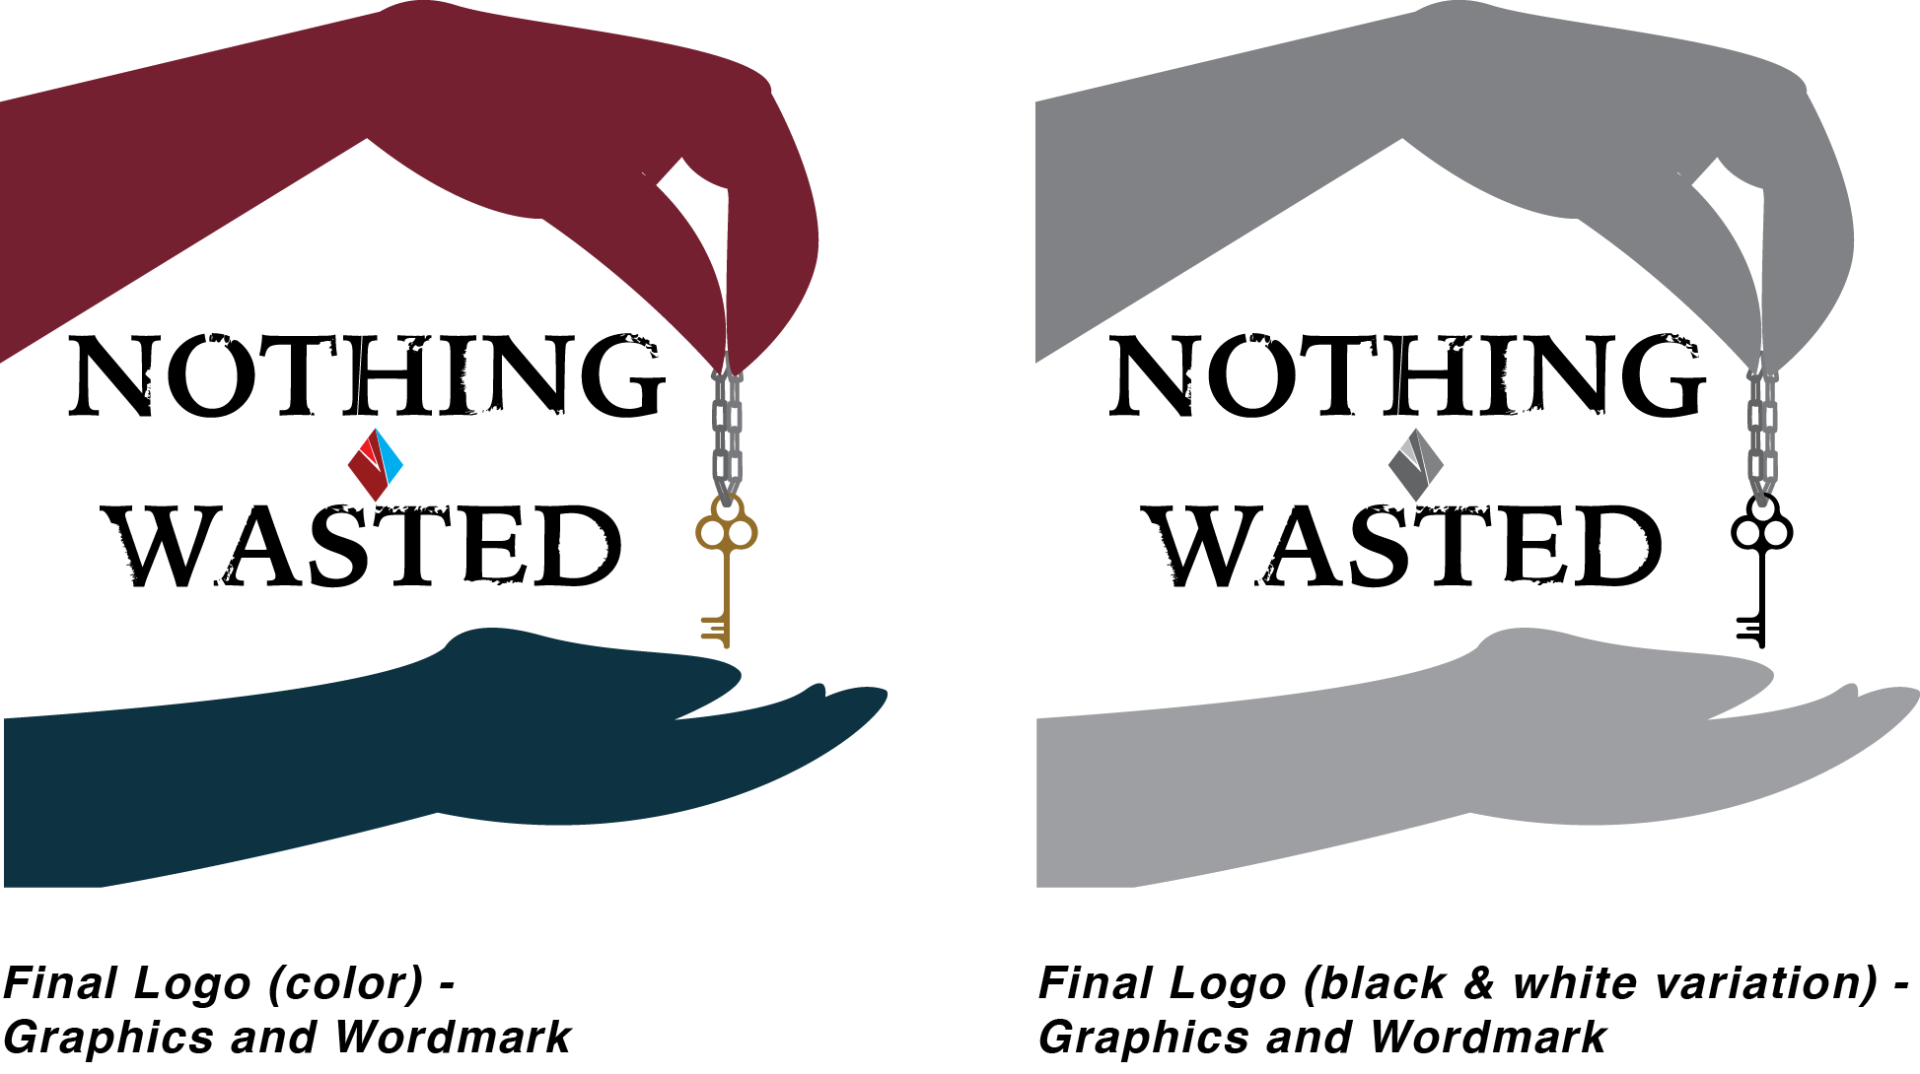 NOTHING
WASTED
Final Logo (color) -
Graphics and Wordmark
NOTHING
WASTED
Final Logo (black & white variation) -
Graphics and Wordmark